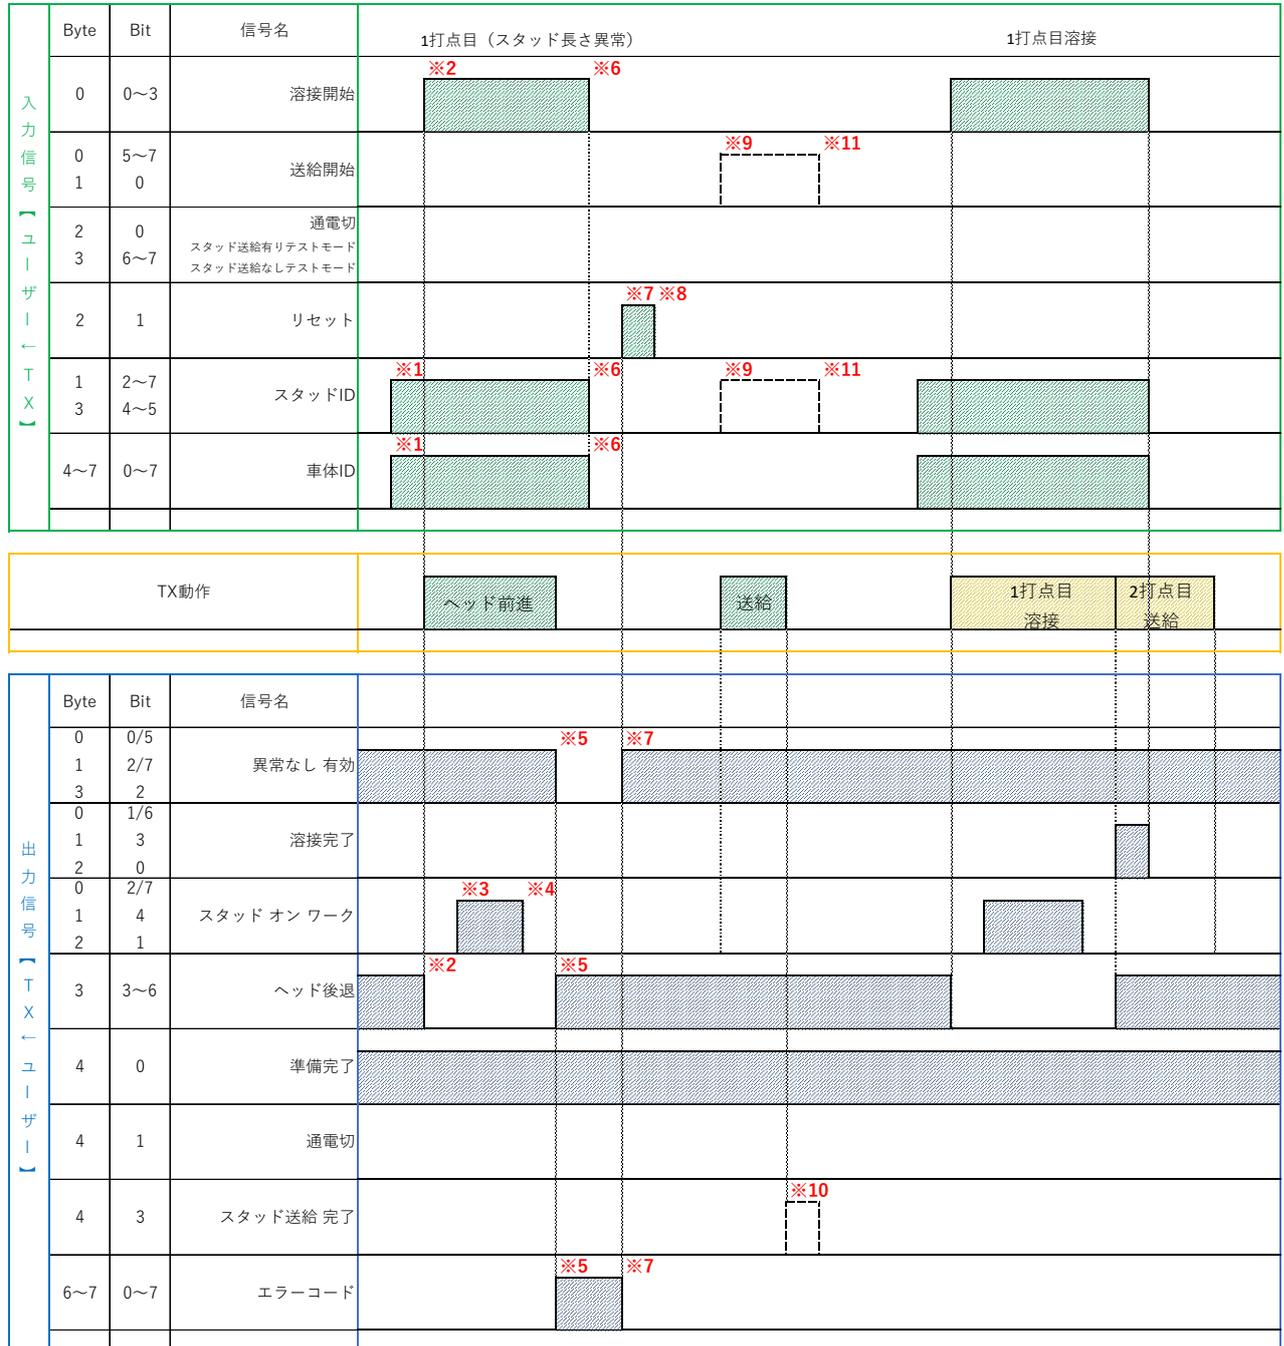 Byte Bit 信号名 1打点目（スタッド長さ異常） 1打点目溶接
入力信号【ユーザー←TX】
※2 ※6
0 0～3 溶接開始
※9 ※11
0 5～7
送給開始
1 0
通電切
2 0
スタッド送給有りテストモード
3 6～7
スタッド送給なしテストモード
※7 ※8
2 1 リセット
※1 ※6 ※9 ※11
1 2～7
スタッドID
3 4～5
※1 ※6
4～7 0～7 車体ID
TX動作
ヘッド前進
送給
1打点目
溶接
2打点目
送給
Byte Bit 信号名
出力信号【TX←ユーザー】
0 0/5 ※5 ※7
1 2/7 異常なし 有効
3 2
0 1/6
1 3 溶接完了
2 0
0 2/7 ※3 ※4
1 4 スタッド オン ワーク
2 1
※2 ※5
3 3～6 ヘッド後退
4 0 準備完了
4 1 通電切
※10
4 3 スタッド送給 完了
※5 ※7
6～7 0～7 エラーコード